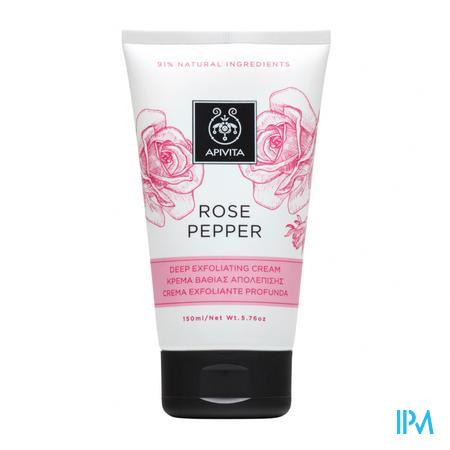 91% NATURAL INGREDIENTS
APIVITA
ROSE
PEPPER
DEEP EXFOLIATING CREAM
ΚΡΕΜΑ ΒΑΘΙΑΣ ΑΠΟΛΕΠΙΣΗΣ
CREMA EXFOLIANTE PROFUNDA
150ml/Net Wt. 5.76oz
IPM